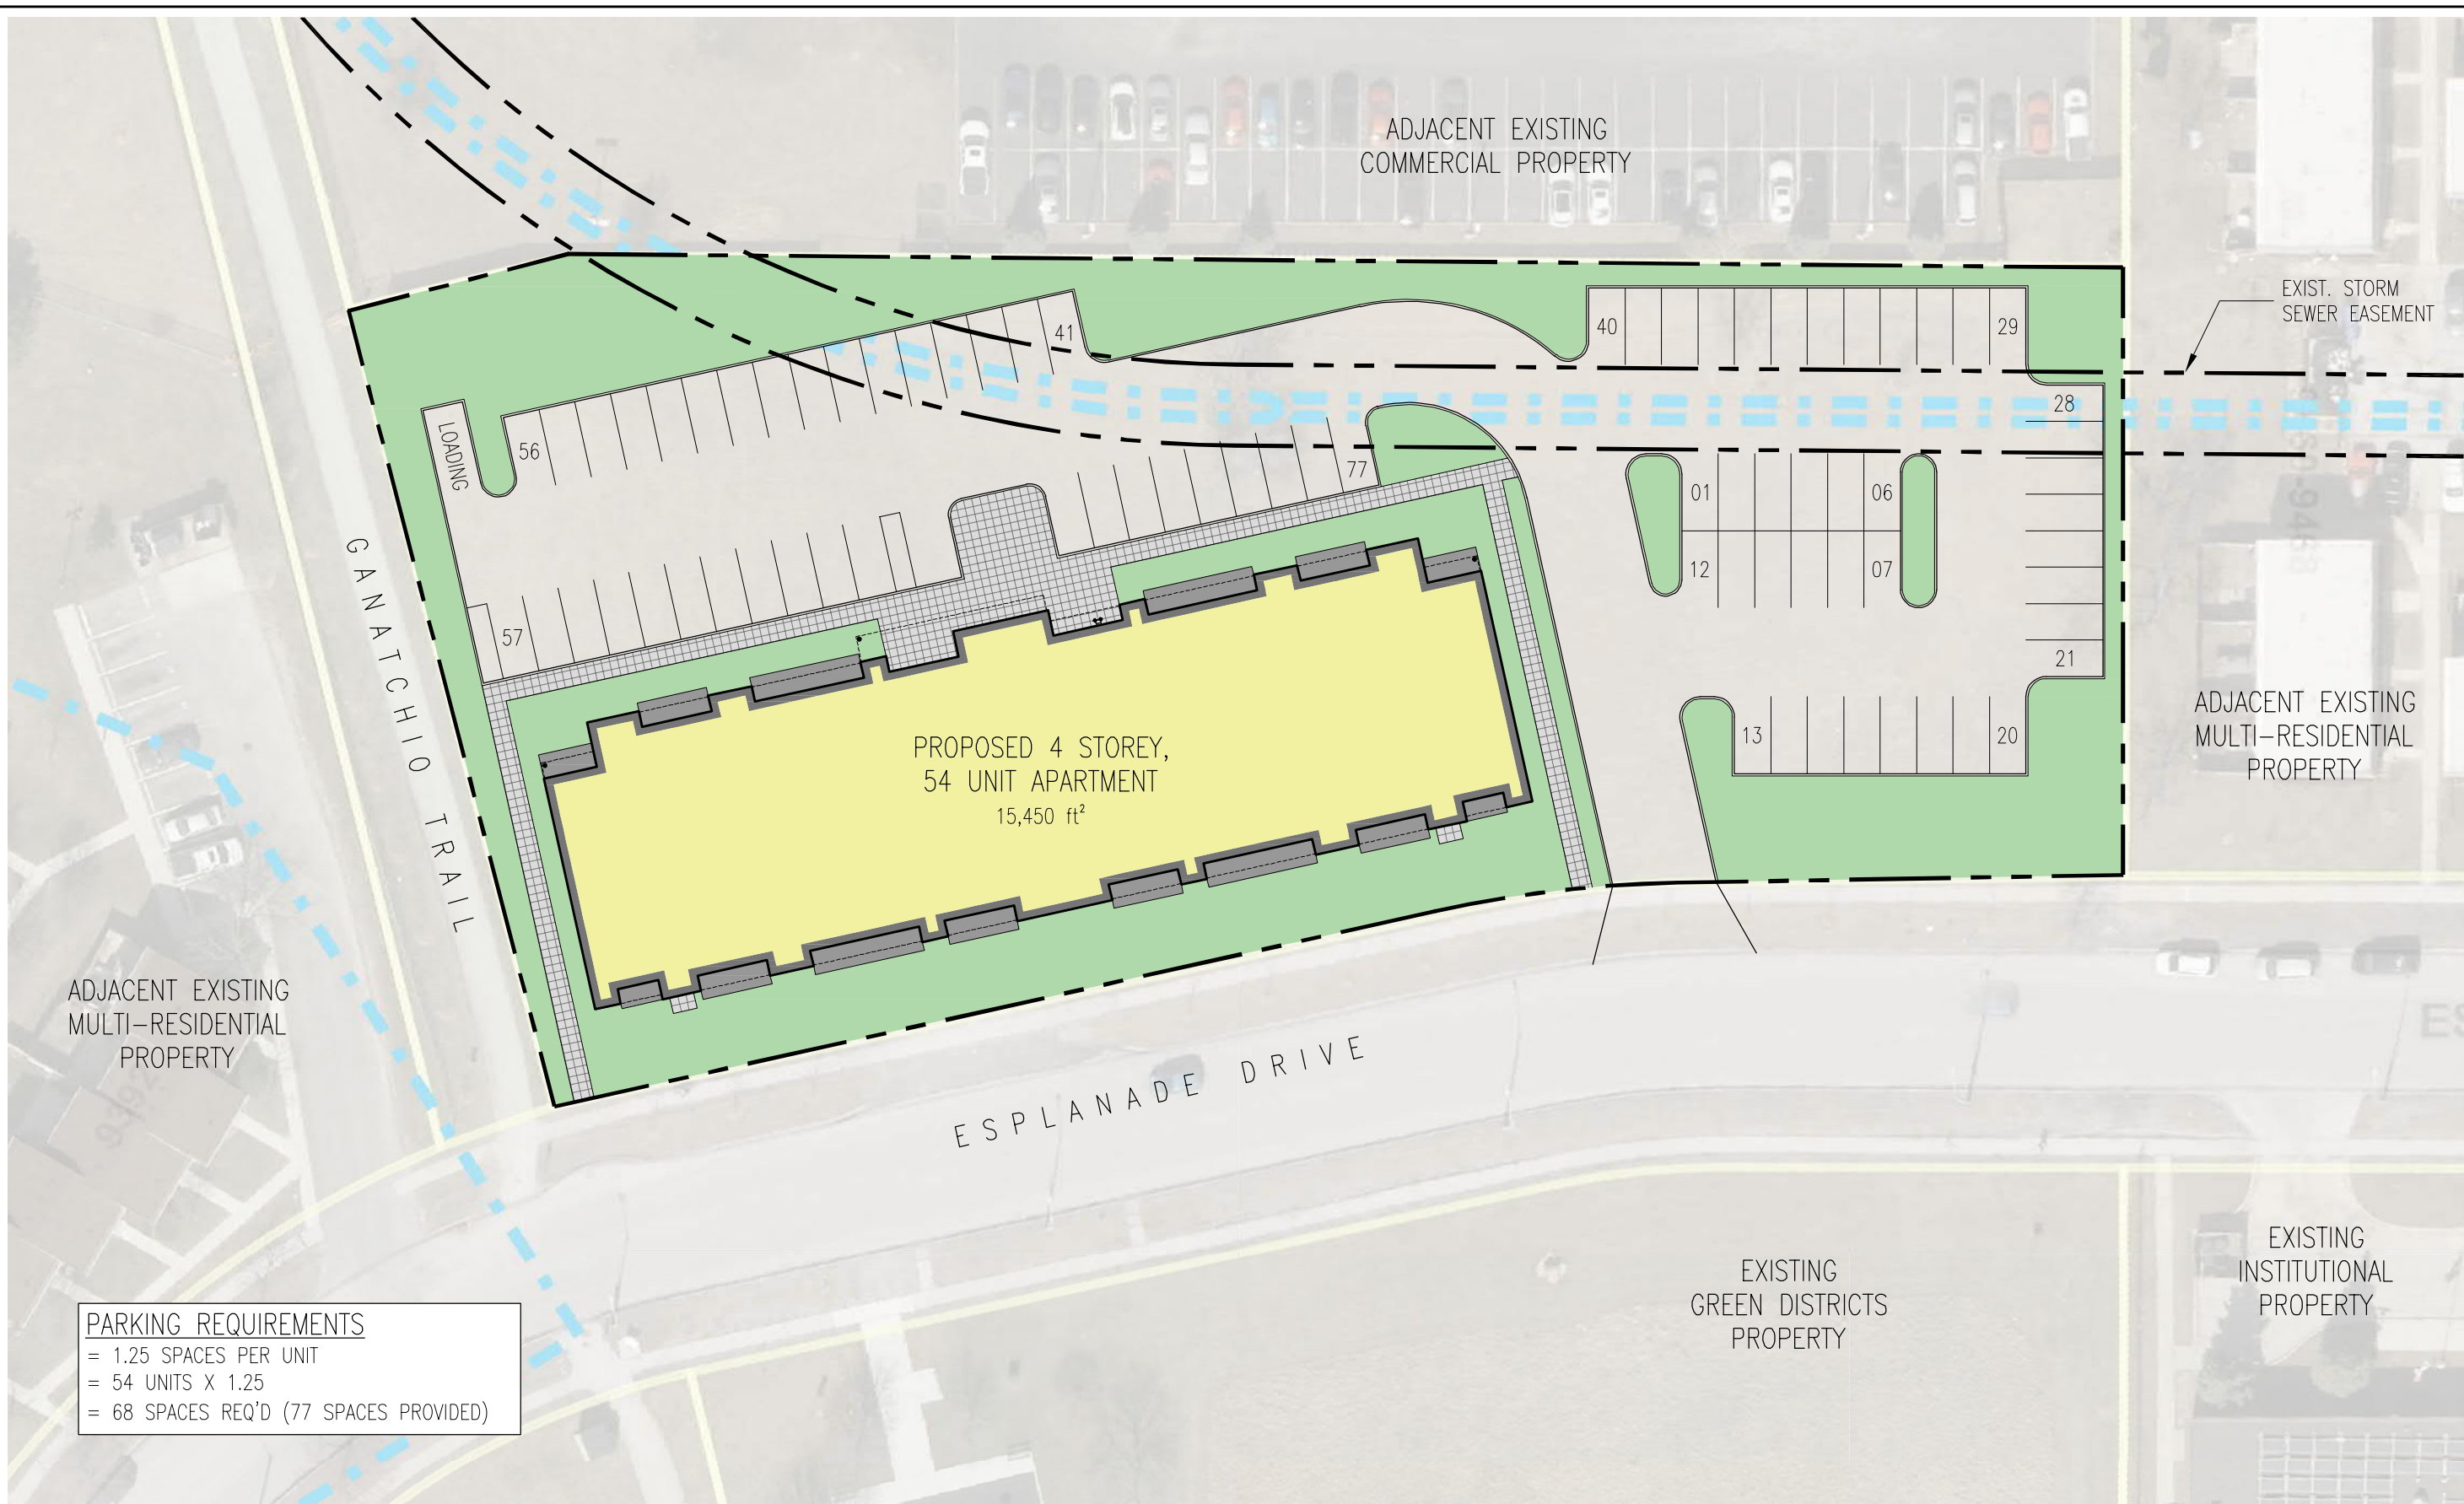 ADJACENT EXISTING
COMMERCIAL PROPERTY
EXIST. STORM
SEWER EASEMENT
41
40
29
28
LOADING
56
77
01
06
12
07
57
21
13
20
GANATCHIO TRAIL
PROPOSED 4 STOREY,
54 UNIT APARTMENT
15,450 ft²
ADJACENT EXISTING
MULTI-RESIDENTIAL
PROPERTY
ADJACENT EXISTING
MULTI-RESIDENTIAL
PROPERTY
ESPLANADE DRIVE
ES
EXISTING
GREEN DISTRICTS
PROPERTY
EXISTING
INSTITUTIONAL
PROPERTY
PARKING REQUIREMENTS
= 1.25 SPACES PER UNIT
= 54 UNITS X 1.25
= 68 SPACES REQ'D (77 SPACES PROVIDED)